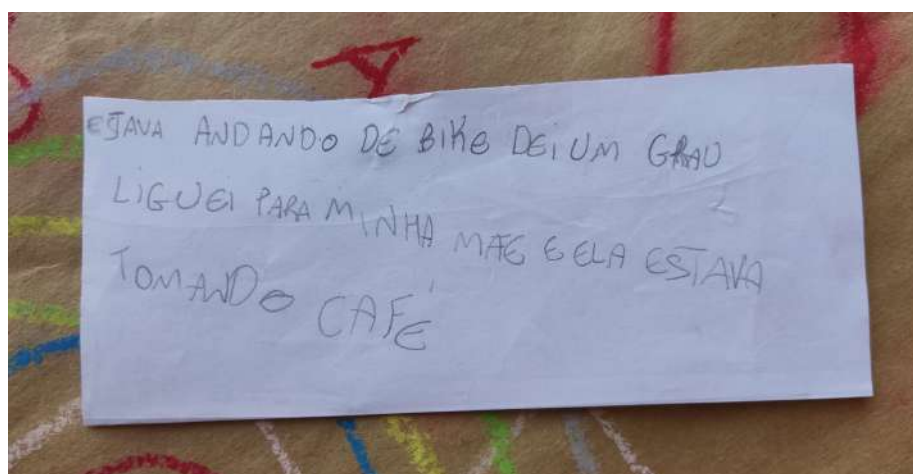 A
ESTAVA ANDANDO DE BIKE DEI UM GRAU
LIGUEI PARA MINHA MÃE E ELA ESTAVA
TOMANDO CAFÉ